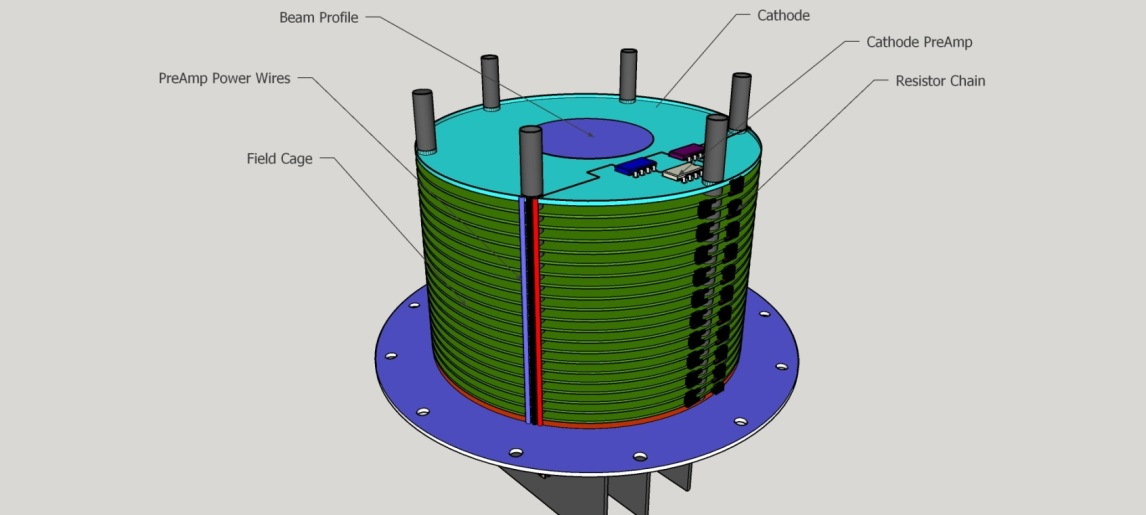 Beam Profile
Cathode
Cathode PreAmp
PreAmp Power Wires
Resistor Chain
Field Cage